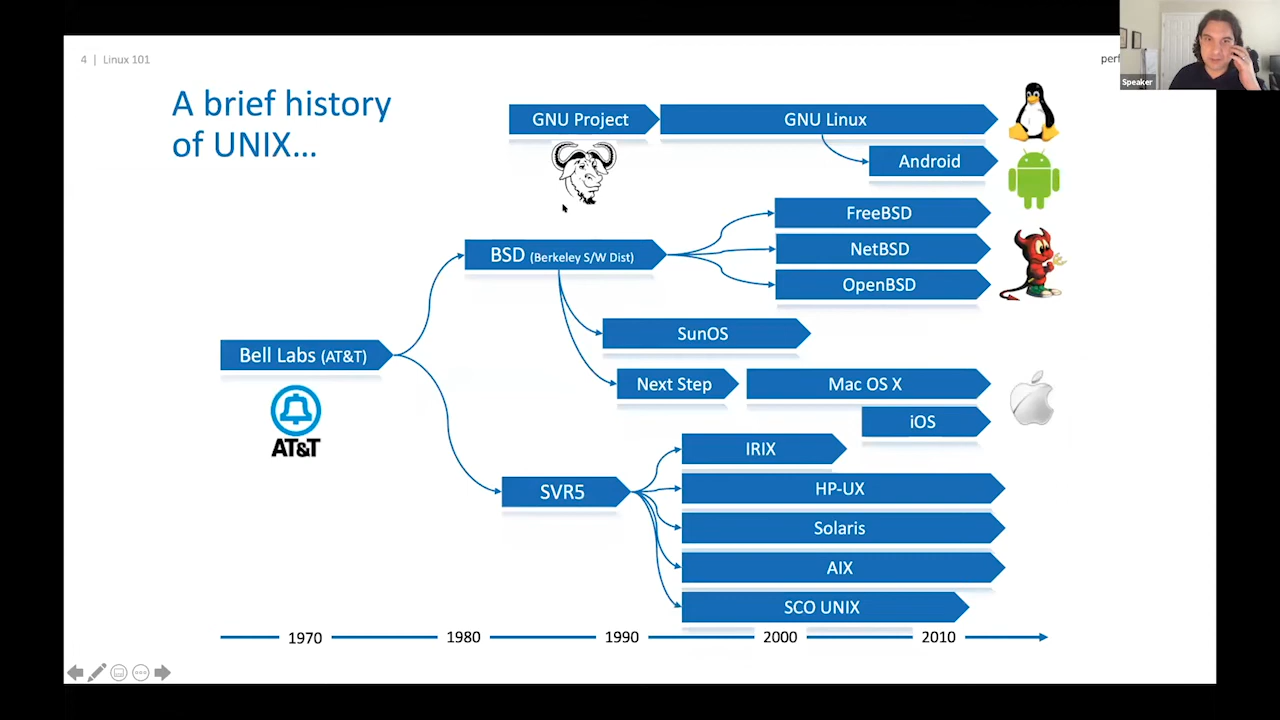 4 | Linux 101
perf
Speaker
A brief history
of UNIX...
GNU Project
GNU Linux
Android
FreeBSD
BSD (Berkeley S/W Dist)
NetBSD
OpenBSD
SunOS
Bell Labs (AT&T)
Next Step
Mac OS X
iOS
AT&T
IRIX
SVR5
HP-UX
Solaris
AIX
SCO UNIX
1970
1980
1990
2000
2010